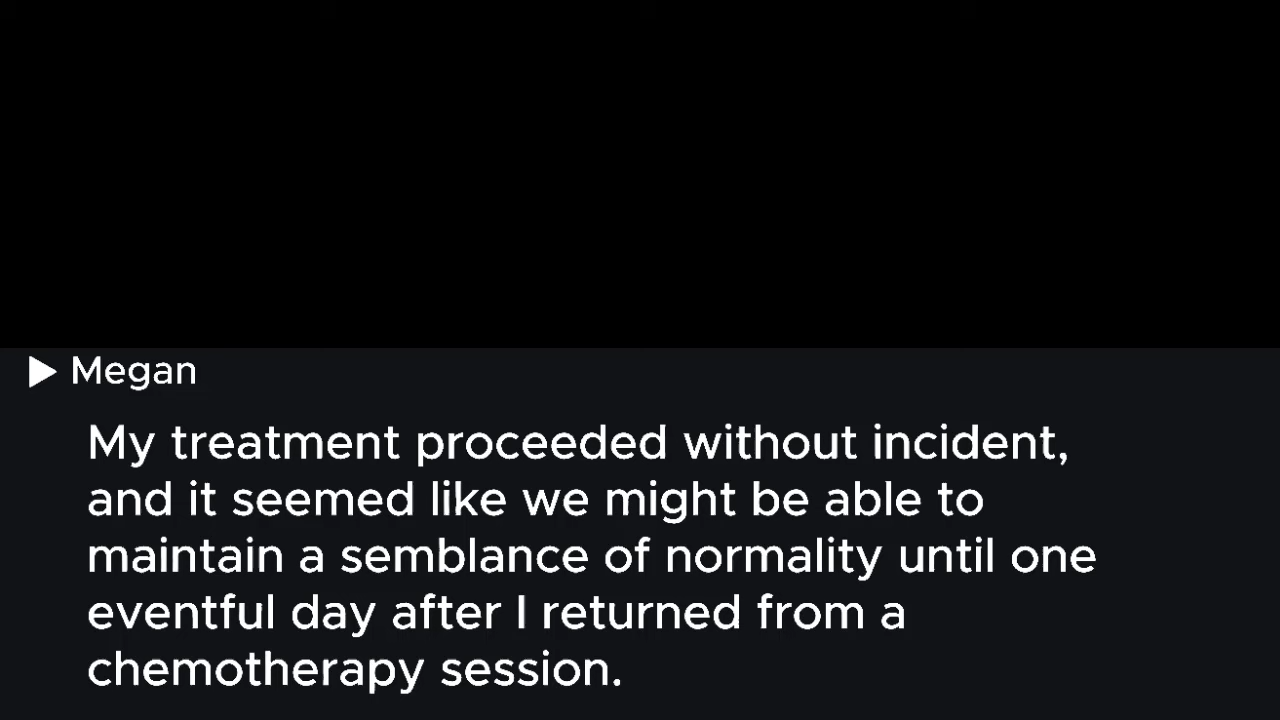 Megan
My treatment proceeded without incident,
and it seemed like we might be able to
maintain a semblance of normality until one
eventful day after I returned from a
chemotherapy session.